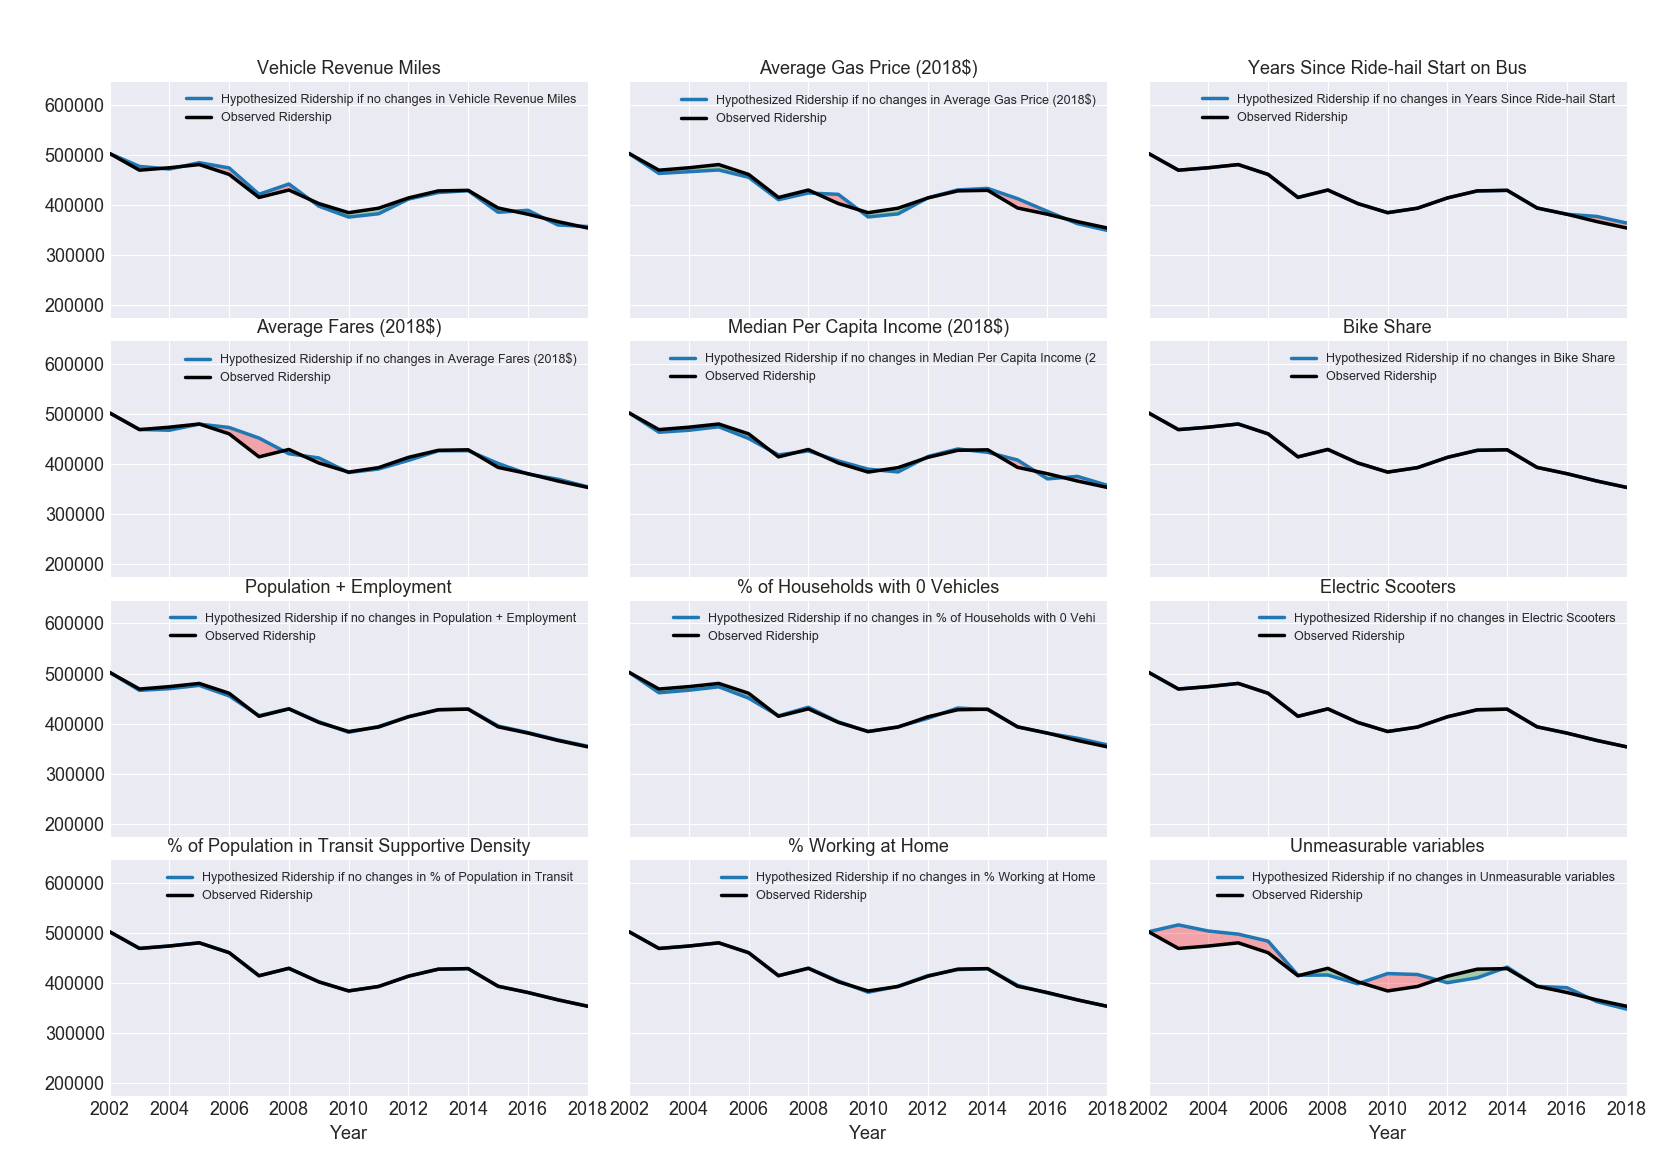 Vehicle Revenue Miles
Hypothesized Ridership if no changes in Vehicle Revenue Miles
Observed Ridership
600000
500000
400000
300000
200000
Average Gas Price (2018$)
Hypothesized Ridership if no changes in Average Gas Price (2018$)
Observed Ridership
Years Since Ride-hail Start on Bus
Hypothesized Ridership if no changes in Years Since Ride-hail Start
Observed Ridership
Average Fares (2018$)
Hypothesized Ridership if no changes in Average Fares (2018$)
Observed Ridership
600000
500000
400000
300000
200000
Median Per Capita Income (2018$)
Hypothesized Ridership if no changes in Median Per Capita Income (2
Observed Ridership
Bike Share
Hypothesized Ridership if no changes in Bike Share
Observed Ridership
Population + Employment
Hypothesized Ridership if no changes in Population + Employment
Observed Ridership
600000
500000
400000
300000
200000
% of Households with 0 Vehicles
Hypothesized Ridership if no changes in % of Households with 0 Vehi
Observed Ridership
Electric Scooters
Hypothesized Ridership if no changes in Electric Scooters
Observed Ridership
% of Population in Transit Supportive Density
Hypothesized Ridership if no changes in % of Population in Transit
Observed Ridership
600000
500000
400000
300000
200000
2002 2004 2006 2008 2010 2012 2014 2016 2018
Year
% Working at Home
Hypothesized Ridership if no changes in % Working at Home
Observed Ridership
2002 2004 2006 2008 2010 2012 2014 2016 2018
Year
Unmeasurable variables
Hypothesized Ridership if no changes in Unmeasurable variables
Observed Ridership
2002 2004 2006 2008 2010 2012 2014 2016 2018
Year